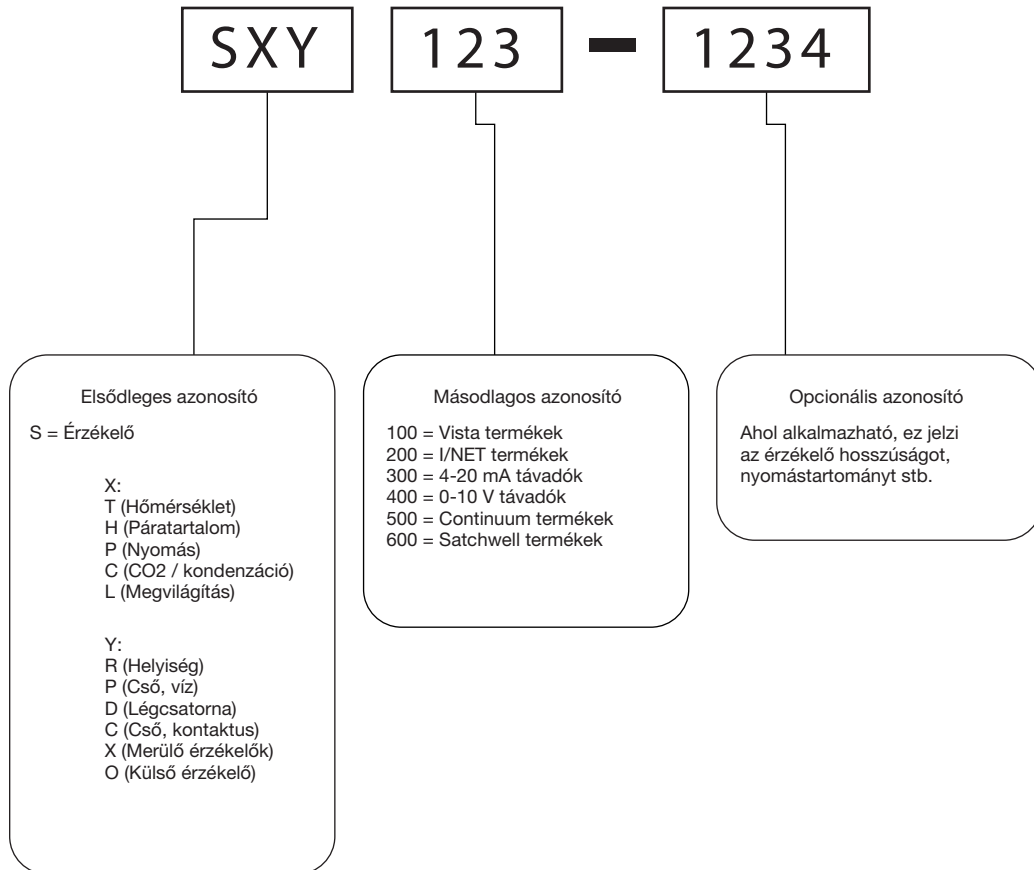 SXY 123 - 1234
Elsődleges azonosító
S = Érzékelő
X:
T (Hőmérséklet)
H (Páratartalom)
P (Nyomás)
C (CO2 / kondenzáció)
L (Megvilágítás)
Y:
R (Helyiség)
P (Cső, víz)
D (Légcsatorna)
C (Cső, kontaktus)
X (Merülő érzékelők)
O (Külső érzékelő)
Másodlagos azonosító
100 = Vista termékek
200 = I/NET termékek
300 = 4-20 mA távadók
400 = 0-10 V távadók
500 = Continuum termékek
600 = Satchwell termékek
Opcionális azonosító
Ahol alkalmazható, ez jelzi
az érzékelő hosszúságot,
nyomástartományt stb.